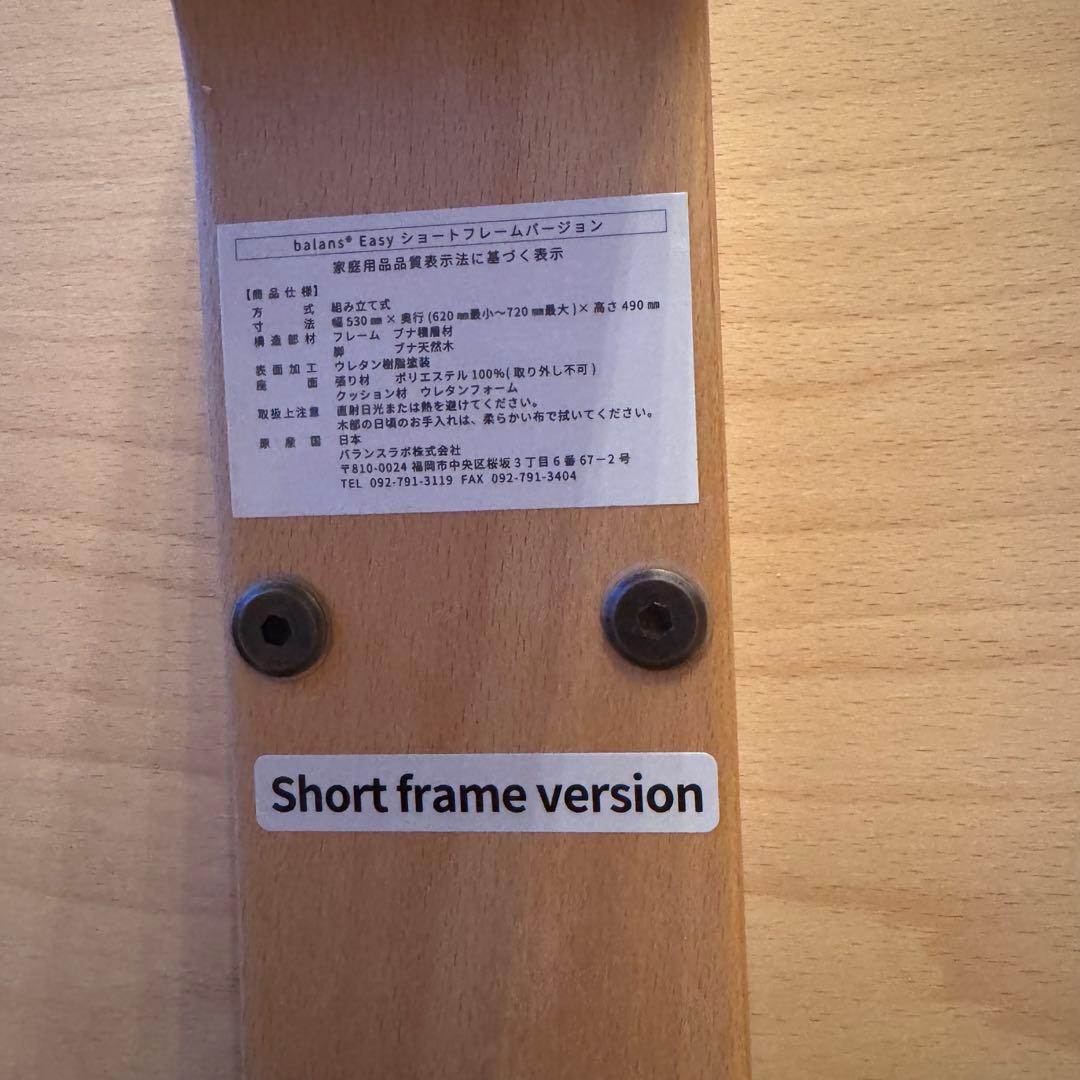 balans® Easy ショートフレームバージョン
家庭用品品質表示法に基づく表示
【商品仕様】
方 式 組み立て式
寸 法 幅 530 ㎜ × 奥行 (620 ㎜最小～720 ㎜最大 )× 高さ 490 ㎜
構造部材 フレーム ブナ積層材
脚 ブナ天然木
表面加工 ウレタン樹脂塗装
座 面 張り材 ポリエステル 100%( 取り外し不可 )
クッション材 ウレタンフォーム
取扱上注意 直射日光または熱を避けてください。
木部の日頃のお手入れは、柔らかい布で拭いてください。
原産国 日本
バランスラボ株式会社
〒810-0024 福岡市中央区桜坂 3 丁目 6 番 67－2 号
TEL 092-791-3119 FAX 092-791-3404
Short frame version